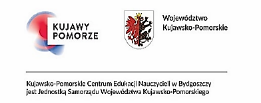 KUJAWY
POMORZE
Województwo
Kujawsko-Pomorskie
Kujawsko-Pomorskie Centrum Edukacji Nauczycieli w Bydgoszczy
jest Jednostką Samorządu Województwa Kujawsko-Pomorskiego